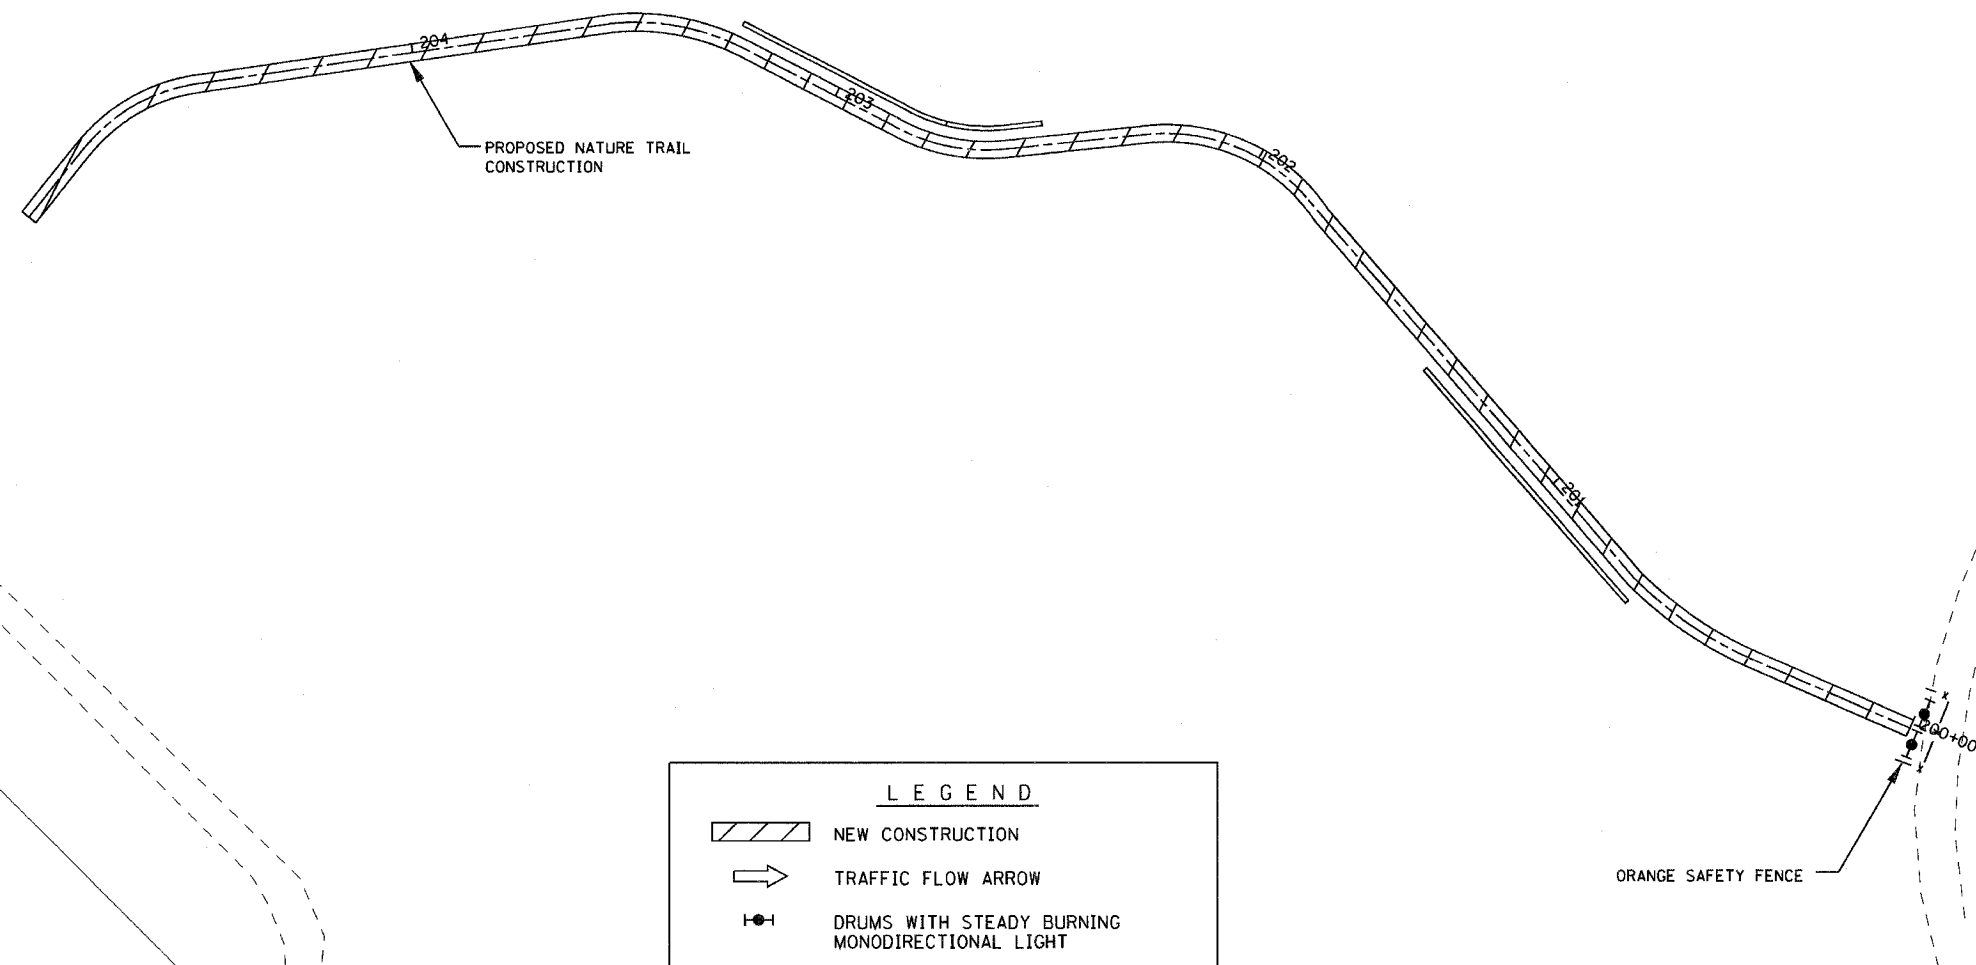 204
203
PROPOSED NATURE TRAIL
CONSTRUCTION
202
201
200+00
x
x
ORANGE SAFETY FENCE
LEGEND
NEW CONSTRUCTION
TRAFFIC FLOW ARROW
DRUMS WITH STEADY BURNING
MONODIRECTIONAL LIGHT